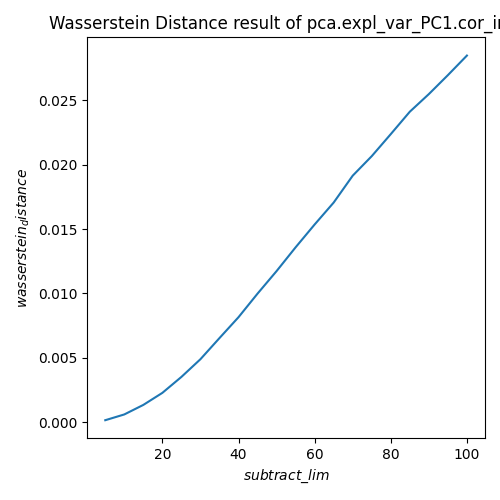 Wasserstein Distance result of pca.expl_var_PC1.cor_in
0.025
0.020
0.015
0.010
0.005
0.000
wasserstein_distance
20 40 60 80 100
subtract_lim